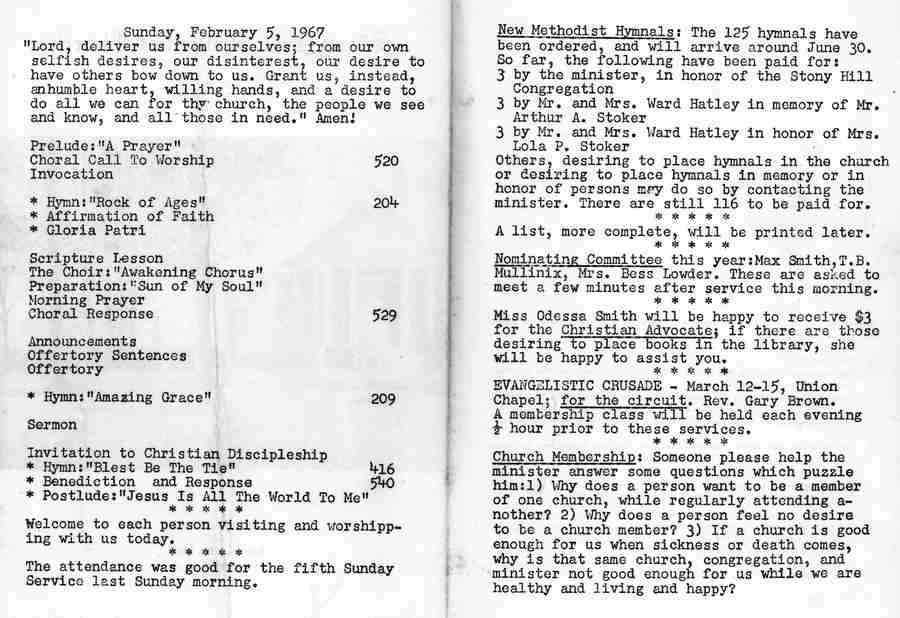 Sunday, February 5, 1967
"Lord, deliver us from ourselves; from our own
selfish desires, our disinterest, our desire to
have others bow down to us. Grant us, instead,
anhumble heart, willing hands, and a desire to
do all we can for thy church, the people we see
and know, and all those in need." Amen!
Prelude:"A Prayer"
Choral Call To Worship 520
Invocation
* Hymn:"Rock of Ages" 204
* Affirmation of Faith
* Gloria Patri
Scripture Lesson
The Choir:"Awakening Chorus"
Preparation:"Sun of My Soul"
Morning Prayer
Choral Response 529
Announcements
Offertory Sentences
Offertory
* Hymn:"Amazing Grace" 209
Sermon
Invitation to Christian Discipleship
* Hymn:"Blest Be The Tie" 416
* Benediction and Response 540
* Postlude:"Jesus Is All The World To Me"
* * * * *
Welcome to each person visiting and worshipp-
ing with us today.
* * * * *
The attendance was good for the fifth Sunday
Service last Sunday morning.
New Methodist Hymnals: The 125 hymnals have
been ordered, and will arrive around June 30.
So far, the following have been paid for:
3 by the minister, in honor of the Stony Hill
Congregation
3 by Mr. and Mrs. Ward Hatley in memory of Mr.
Arthur A. Stoker
3 by Mr. and Mrs. Ward Hatley in honor of Mrs.
Lola P. Stoker
Others, desiring to place hymnals in the church
or desiring to place hymnals in memory or in
honor of persons may do so by contacting the
minister. There are still 116 to be paid for.
* * * * *
A list, more complete, will be printed later.
* * * * *
Nominating Committee this year:Max Smith,T.B.
Mullinix, Mrs. Bess Lowder. These are asked to
meet a few minutes after service this morning.
* * * * *
Miss Odessa Smith will be happy to receive $3
for the Christian Advocate; if there are those
desiring to place books in the library, she
will be happy to assist you.
* * * * *
EVANGELISTIC CRUSADE - March 12-15, Union
Chapel; for the circuit. Rev. Gary Brown.
A membership class will be held each evening
½ hour prior to these services.
* * * * *
Church Membership: Someone please help the
minister answer some questions which puzzle
him:1) Why does a person want to be a member
of one church, while regularly attending a-
nother? 2) Why does a person feel no desire
to be a church member? 3) If a church is good
enough for us when sickness or death comes,
why is that same church, congregation, and
minister not good enough for us while we are
healthy and living and happy?